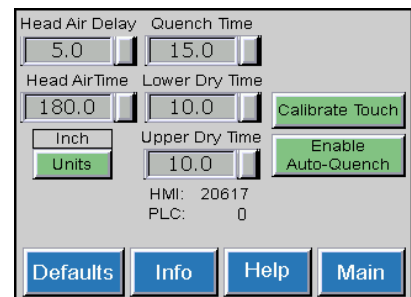 Head Air Delay Quench Time
5.0 15.0
Head AirTime Lower Dry Time
180.0 10.0 Calibrate Touch
Inch Upper Dry Time Enable
Units 10.0 Auto-Quench
HMI: 20617
PLC: 0
Defaults Info Help Main